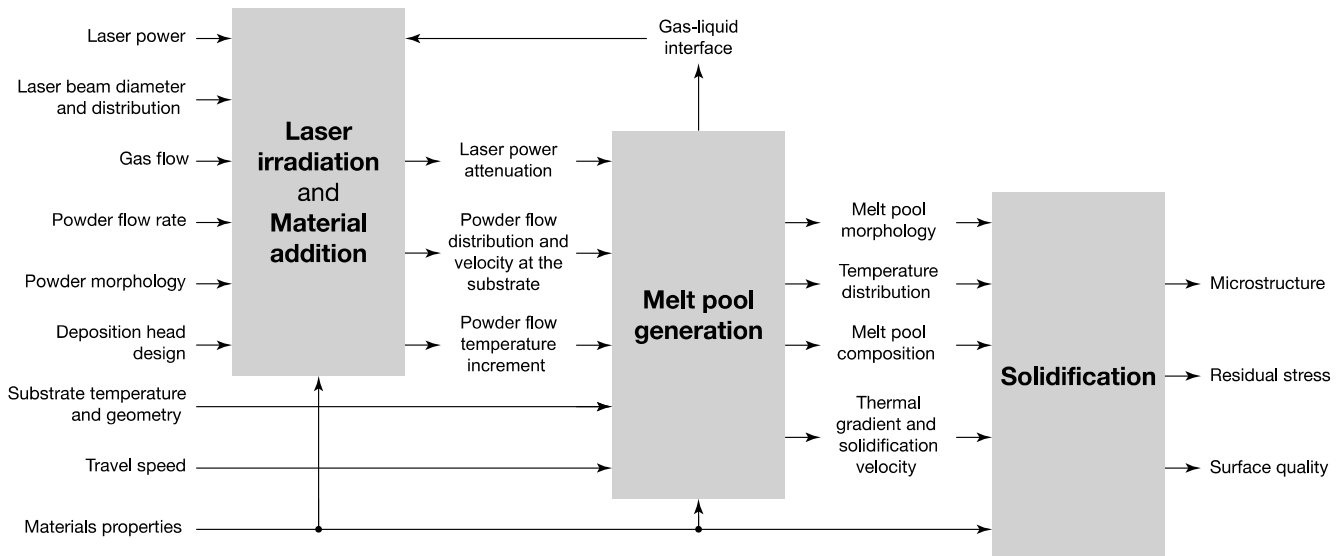 Laser power
Laser beam diameter
and distribution
Gas flow
Powder flow rate
Powder morphology
Deposition head
design
Substrate temperature
and geometry
Travel speed
Materials properties
Laser
irradiation
and
Material
addition
Gas-liquid
interface
Laser power
attenuation
Powder flow
distribution and
velocity at the
substrate
Powder flow
temperature
increment
Melt pool
generation
Melt pool
morphology
Temperature
distribution
Melt pool
composition
Thermal
gradient and
solidification
velocity
Solidification
Microstructure
Residual stress
Surface quality